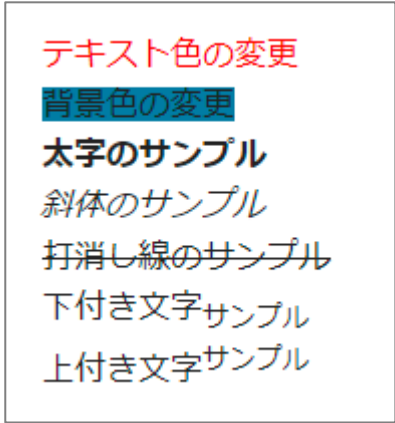 テキスト色の変更
背景色の変更
太字のサンプル
斜体のサンプル
打消し線のサンプル
下付き文字サンプル
上付き文字サンプル